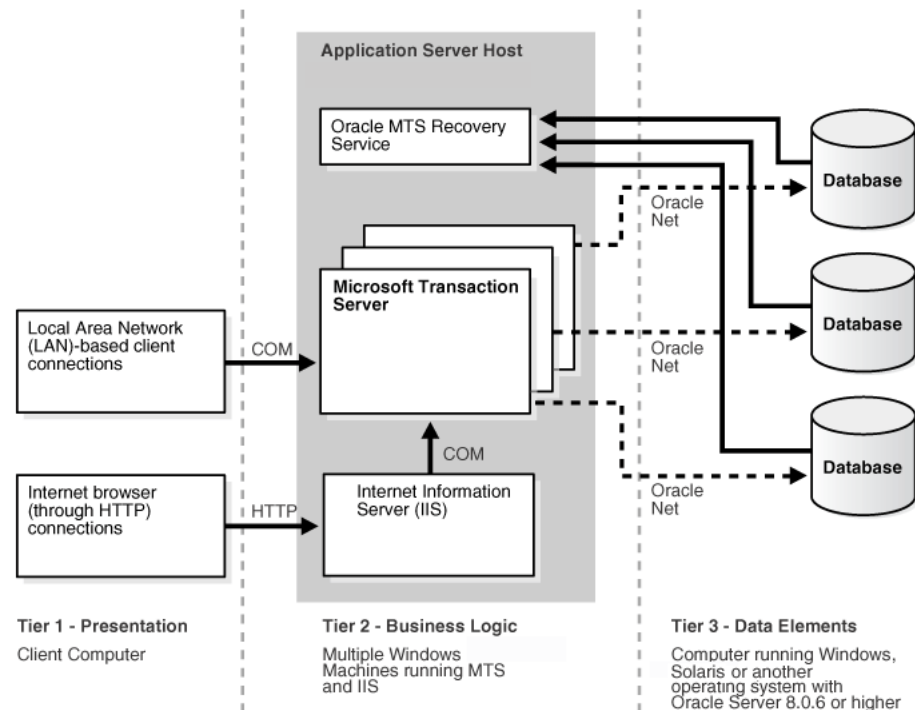 Application Server Host
Oracle MTS Recovery
Service
Database
Oracle
Net
Microsoft Transaction
Server
Local Area Network
(LAN)-based client
connections
COM
Database
Oracle
Net
COM
Database
Internet browser
(through HTTP)
connections
HTTP
Internet Information
Server (IIS)
Oracle
Net
Tier 1 - Presentation
Client Computer
Tier 2 - Business Logic
Multiple Windows
Machines running MTS
and IIS
Tier 3 - Data Elements
Computer running Windows,
Solaris or another
operating system with
Oracle Server 8.0.6 or higher